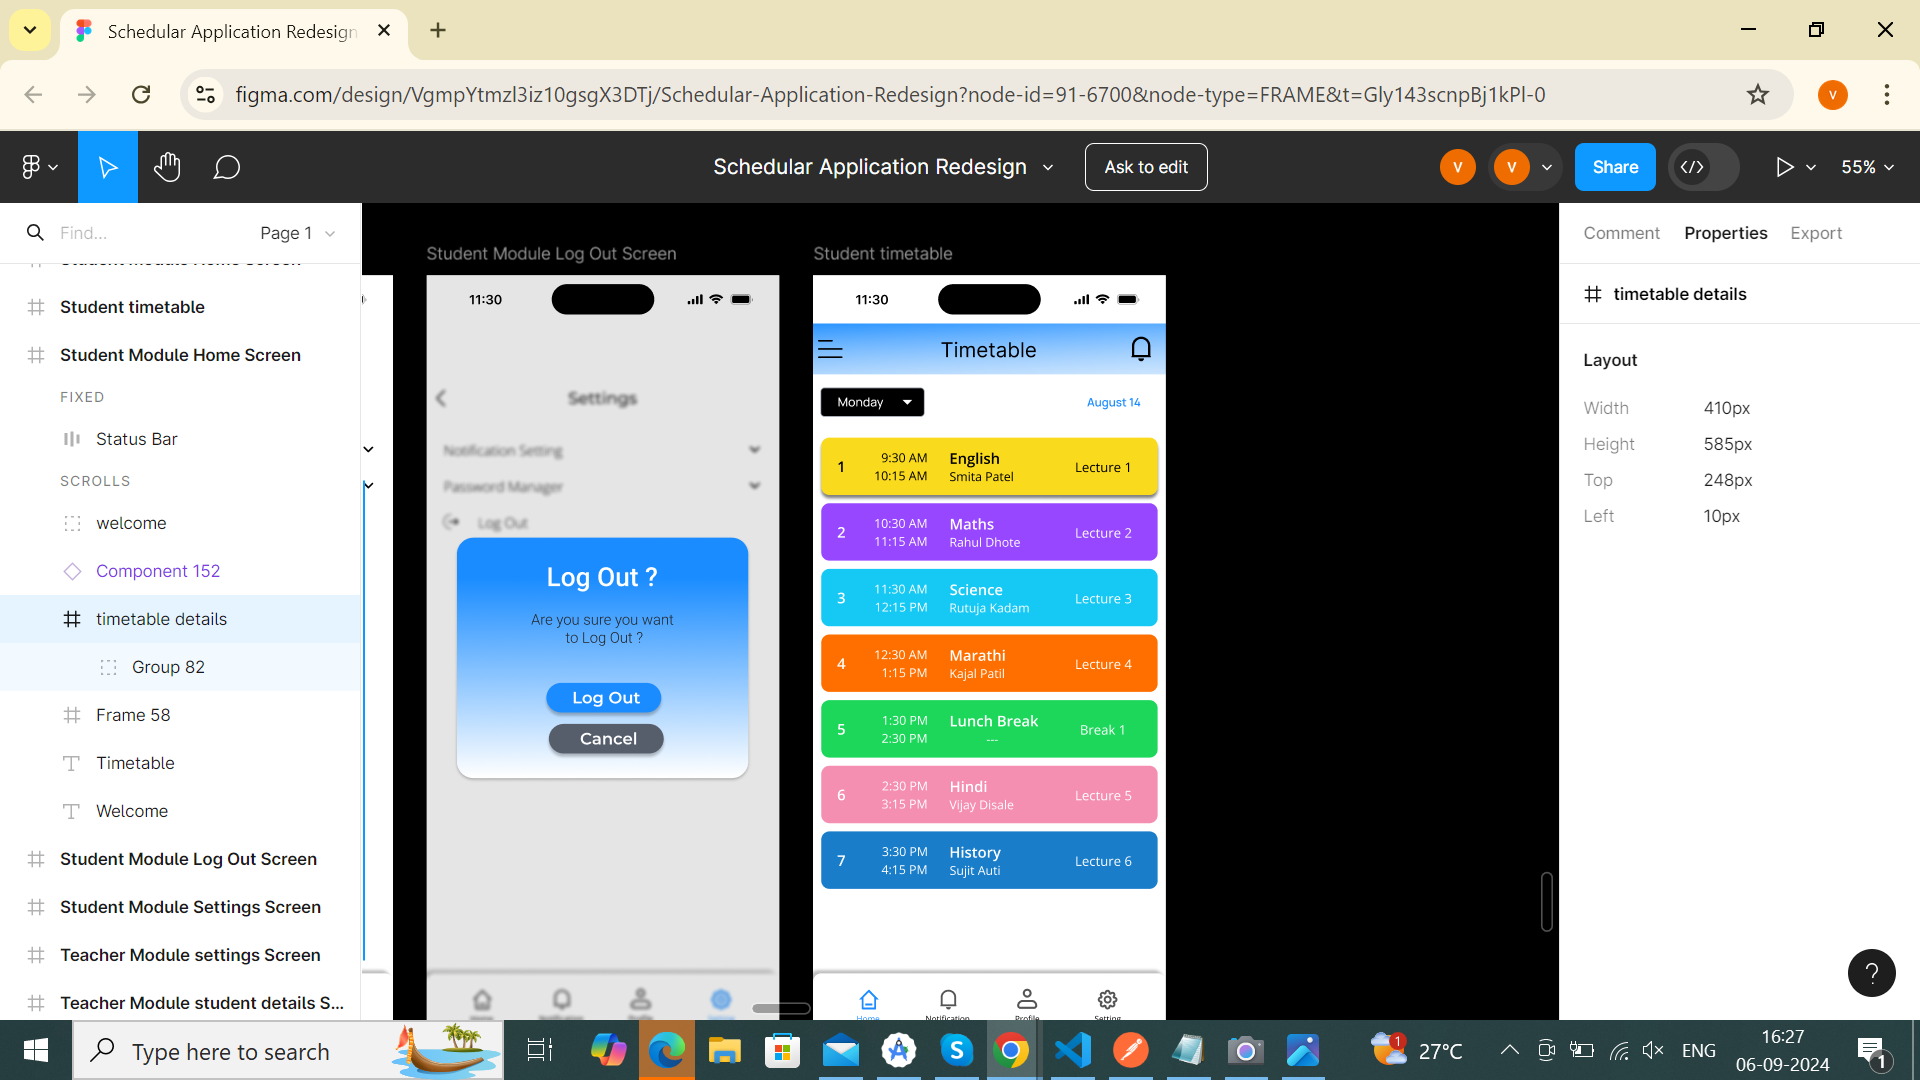 Schedular Application Redesign
figma.com/design/VgmpYtmzl3iz10gsgX3DTj/Schedular-Application-Redesign?node-id=91-6700&node-type=FRAME&t=Gly143scnpBj1kPl-0
V
Schedular Application Redesign
Ask to edit
V
V
Share
55%
Find...
Page 1
Student Module Home Screen
Student timetable
Student Module Home Screen
FIXED
Status Bar
SCROLLS
welcome
Component 152
timetable details
Group 82
Frame 58
Timetable
Welcome
Student Module Log Out Screen
Student Module Settings Screen
Teacher Module settings Screen
Teacher Module student details S...
Student Module Log Out Screen
11:30
Settings
Notification Setting
Password Manager
Log Out
Log Out ?
Are you sure you want
to Log Out ?
Log Out
Cancel
Student timetable
11:30
Timetable
Monday
August 14
1 9:30 AM English
10:15 AM Smita Patel Lecture 1
2 10:30 AM Maths
11:15 AM Rahul Dhote Lecture 2
3 11:30 AM Science
12:15 PM Rutuja Kadam Lecture 3
4 12:30 AM Marathi
1:15 PM Kajal Patil Lecture 4
5 1:30 PM Lunch Break
2:30 PM --- Break 1
6 2:30 PM Hindi
3:15 PM Vijay Disale Lecture 5
7 3:30 PM History
4:15 PM Sujit Auti Lecture 6
Home
Notification
Profile
Setting
Comment
Properties
Export
timetable details
Layout
Width 410px
Height 585px
Top 248px
Left 10px
?
Type here to search
1
27°C
ENG
16:27
06-09-2024
1